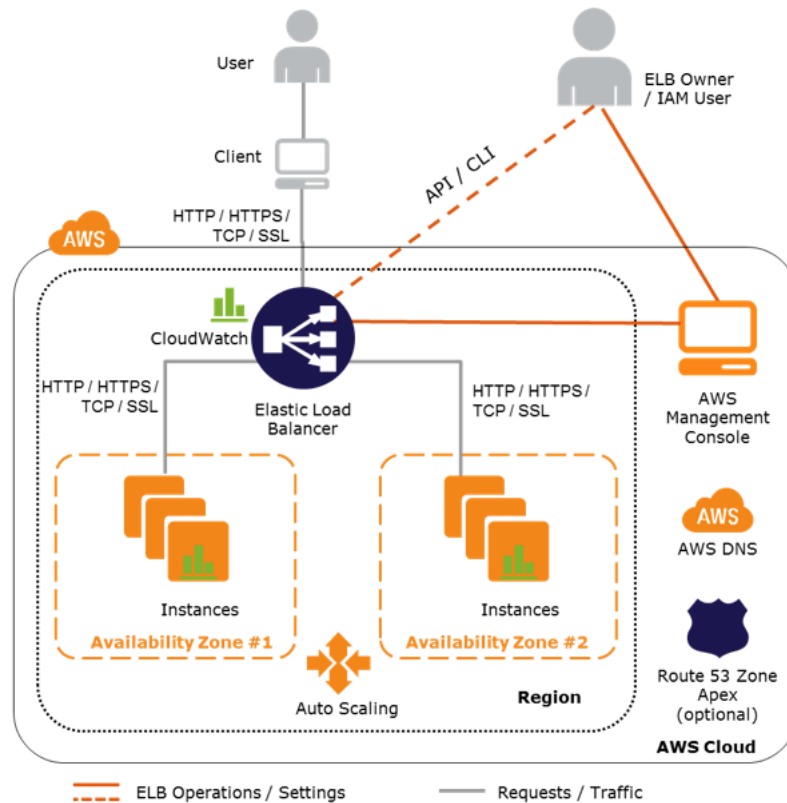 User
ELB Owner
/ IAM User
Client
API / CLI
HTTP / HTTPS /
TCP / SSL
AWS
CloudWatch
HTTP / HTTPS /
TCP / SSL
Elastic Load
Balancer
HTTP / HTTPS /
TCP / SSL
AWS
Management
Console
AWS
AWS DNS
Instances
Instances
Availability Zone #1
Availability Zone #2
Auto Scaling
Region
Route 53 Zone
Apex
(optional)
AWS Cloud
ELB Operations / Settings
Requests / Traffic